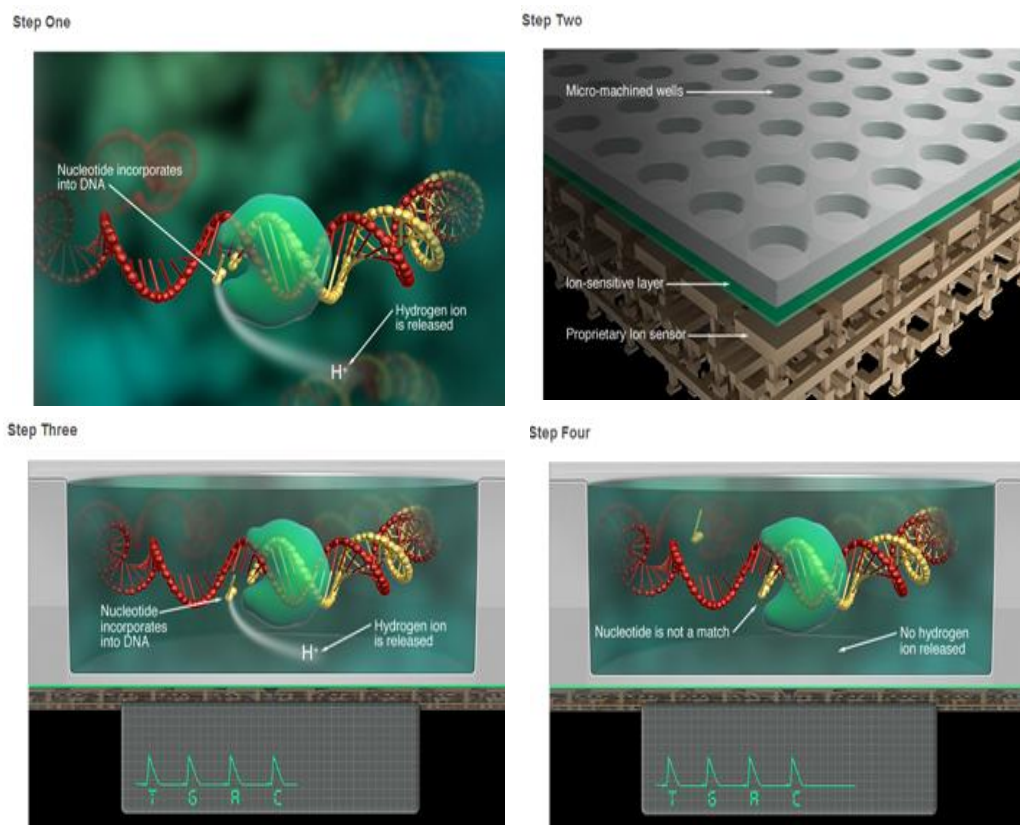 Step One
Nucleotide incorporates
into DNA
Hydrogen ion
is released
H⁺
Step Two
Micro-machined wells
Ion-sensitive layer
Proprietary Ion sensor
Step Three
Nucleotide
incorporates
into DNA
Hydrogen ion
is released
H⁺
T G A C
Step Four
Nucleotide is not a match
No hydrogen
ion released
T G A C